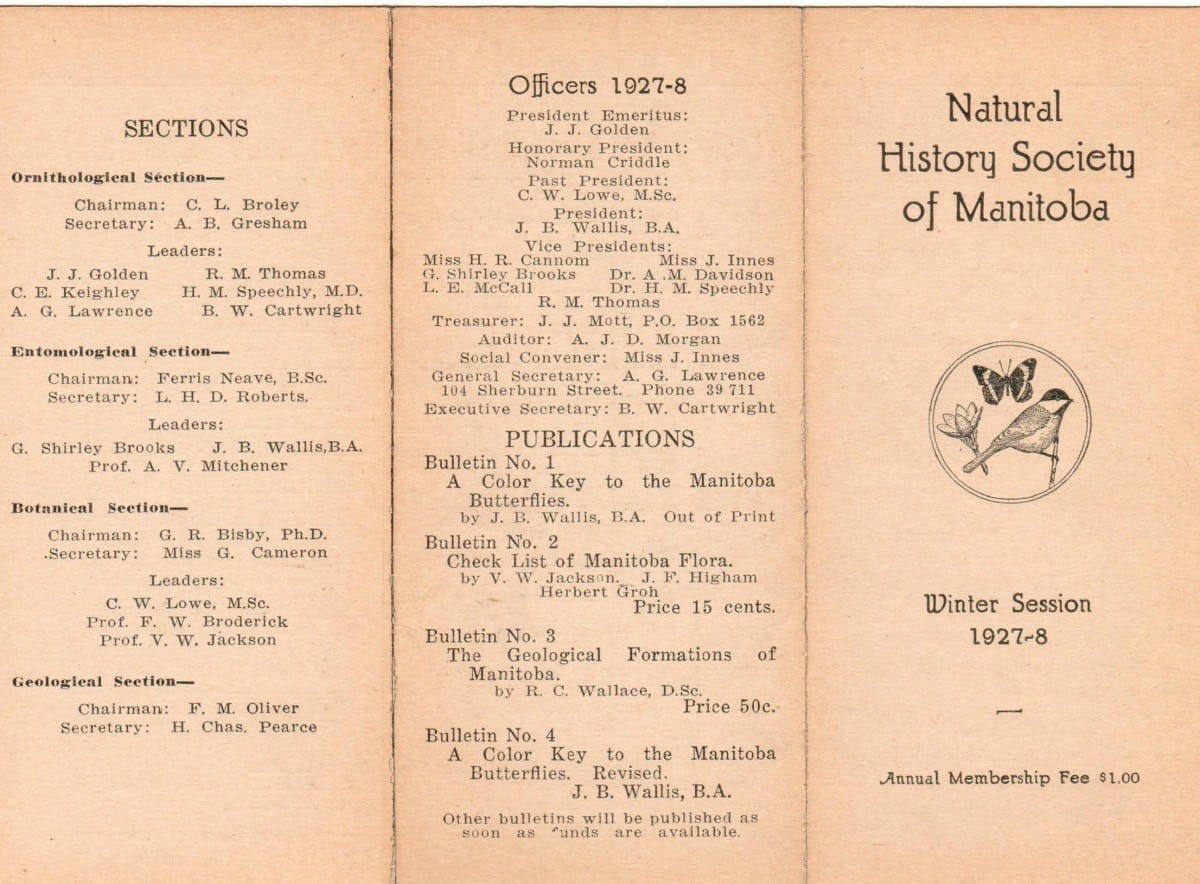 SECTIONS
Ornithological Section—
Chairman: C. L. Broley
Secretary: A. B. Gresham
Leaders:
J. J. Golden R. M. Thomas
C. E. Keighley H. M. Speechly, M.D.
A. G. Lawrence B. W. Cartwright
Entomological Section—
Chairman: Ferris Neave, B.Sc.
Secretary: L. H. D. Roberts.
Leaders:
G. Shirley Brooks J. B. Wallis,B.A.
Prof. A. V. Mitchener
Botanical Section—
Chairman: G. R. Bisby, Ph.D.
Secretary: Miss G. Cameron
Leaders:
C. W. Lowe, M.Sc.
Prof. F. W. Broderick
Prof. V. W. Jackson
Geological Section—
Chairman: F. M. Oliver
Secretary: H. Chas. Pearce
Officers 1927-8
President Emeritus:
J. J. Golden
Honorary President:
Norman Criddle
Past President:
C. W. Lowe, M.Sc.
President:
J. B. Wallis, B.A.
Vice Presidents:
Miss H. R. Cannom Miss J. Innes
G. Shirley Brooks Dr. A .M. Davidson
L. E. McCall Dr. H. M. Speechly
R. M. Thomas
Treasurer: J. J. Mott, P.O. Box 1562
Auditor: A. J. D. Morgan
Social Convener: Miss J. Innes
General Secretary: A. G. Lawrence
104 Sherburn Street. Phone 39 711
Executive Secretary: B. W. Cartwright
PUBLICATIONS
Bulletin No. 1
A Color Key to the Manitoba
Butterflies.
by J. B. Wallis, B.A. Out of Print
Bulletin No. 2
Check List of Manitoba Flora.
by V. W. Jackson. J. F. Higham
Herbert Groh
Price 15 cents.
Bulletin No. 3
The Geological Formations of
Manitoba.
by R. C. Wallace, D.Sc.
Price 50c.
Bulletin No. 4
A Color Key to the Manitoba
Butterflies. Revised.
J. B. Wallis, B.A.
Other bulletins will be published as
soon as funds are available.
Natural
History Society
of Manitoba
Winter Session
1927-8
Annual Membership Fee $1.00